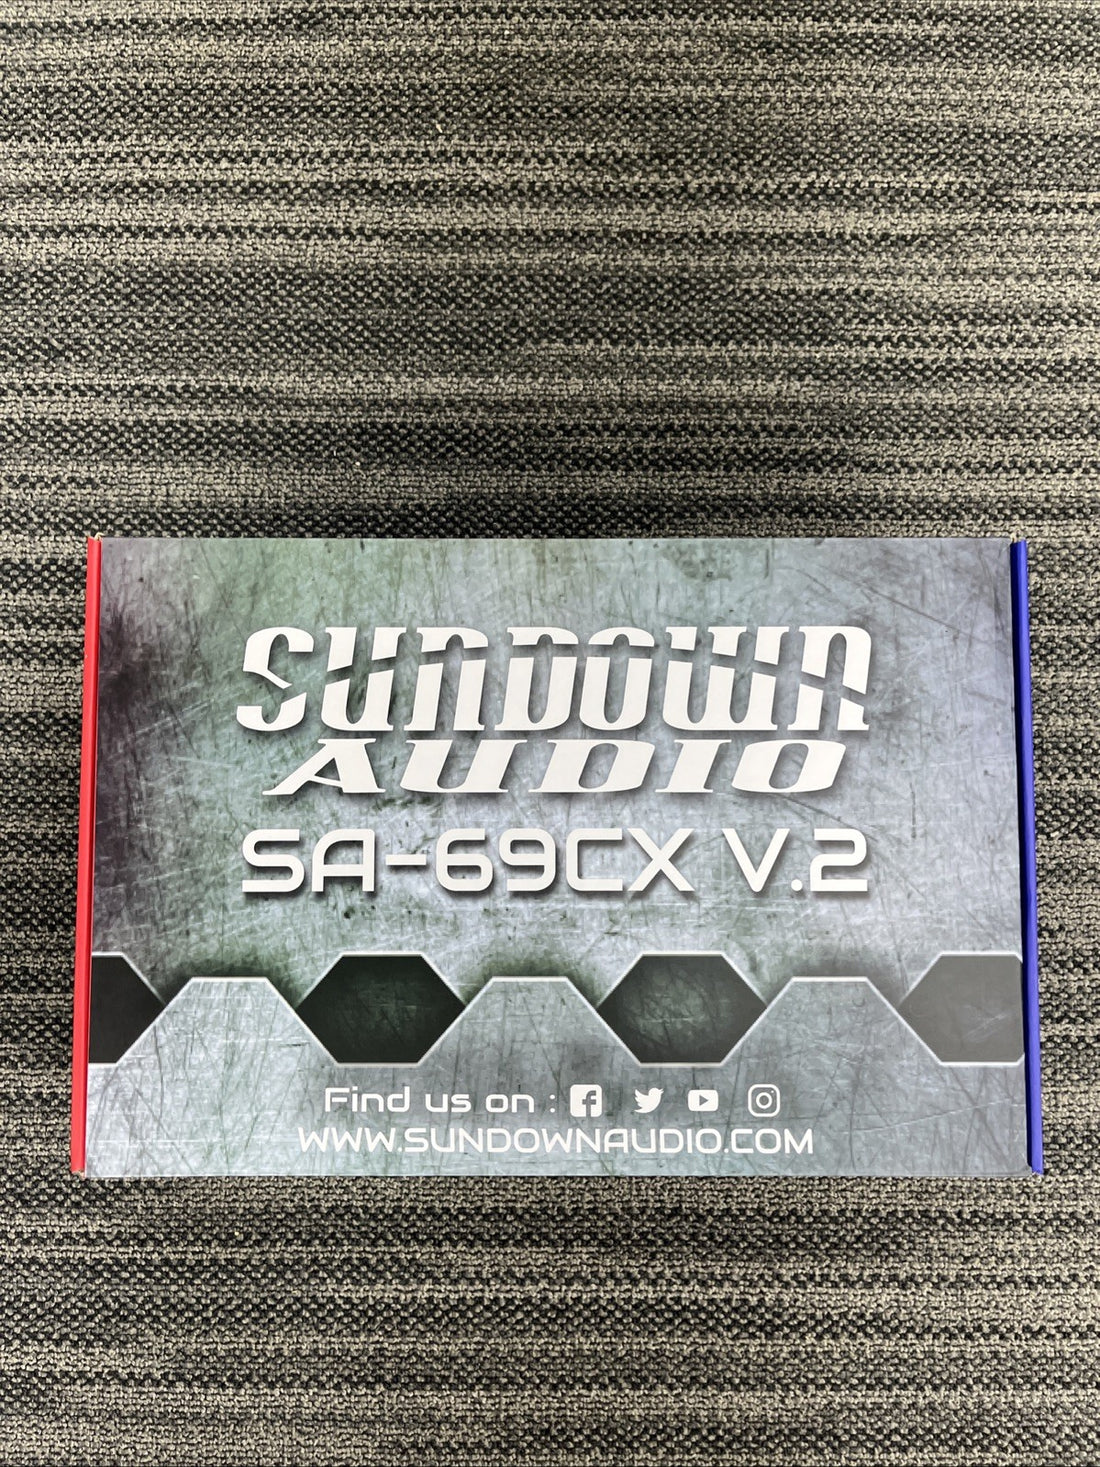 SUNDOWN
AUDIO
SA-69CX V.2
Find us on :
WWW.SUNDOWNAUDIO.COM